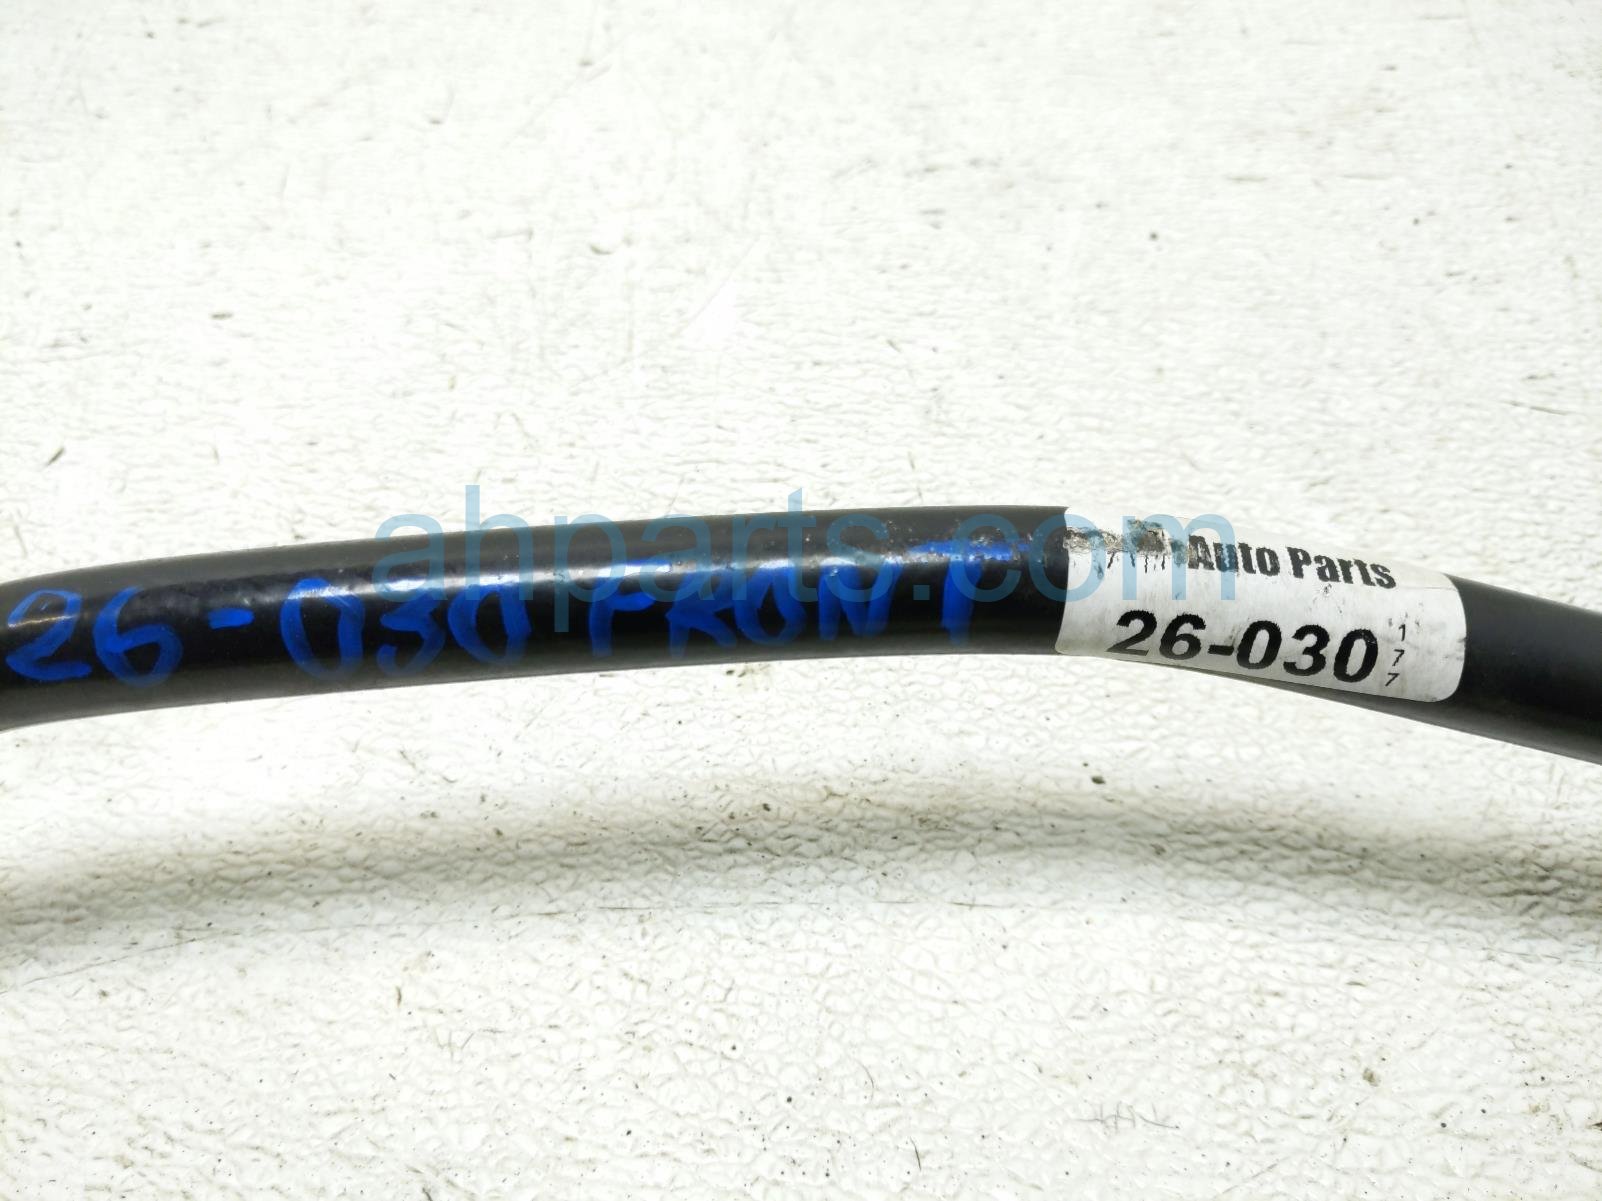 26-030 FRONT
Auto Parts
26-030
177
ahparts.com